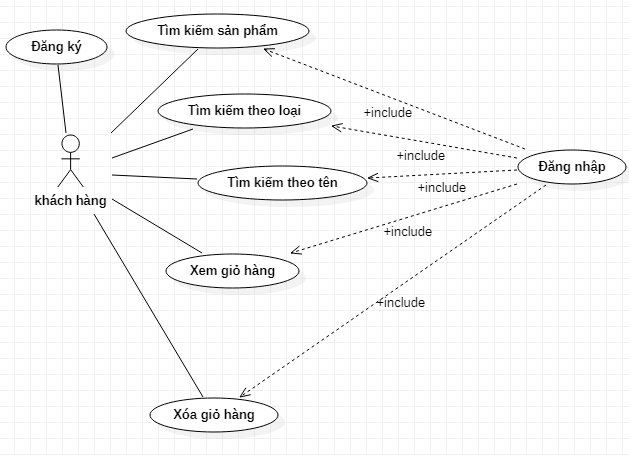 Tìm kiếm sản phẩm
Đăng ký
Tìm kiếm theo loại
+include
+include
Đăng nhập
Tìm kiếm theo tên
+include
khách hàng
+include
Xem giỏ hàng
+include
Xóa giỏ hàng